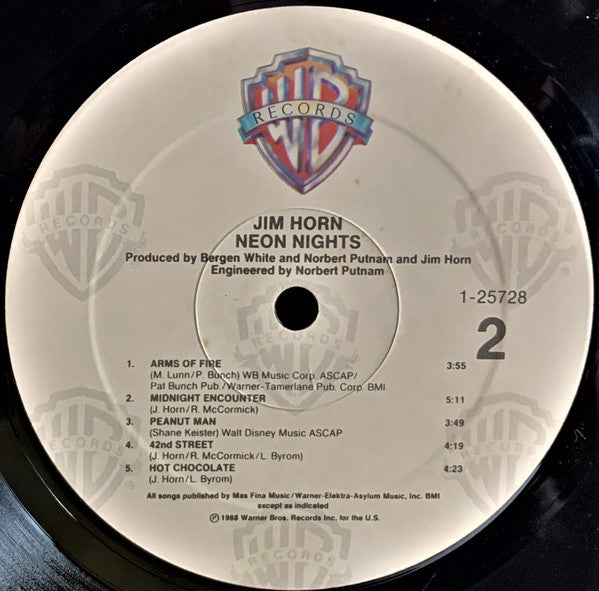 WB
RECORDS
JIM HORN
NEON NIGHTS
Produced by Bergen White and Norbert Putnam and Jim Horn
Engineered by Norbert Putnam
1-25728
2
1. ARMS OF FIRE 3:55
(M. Lunn/P. Bunch) WB Music Corp. ASCAP/
Pat Bunch Pub./Warner-Tamerlane Pub. Corp. BMI
2. MIDNIGHT ENCOUNTER 5:11
(J. Horn/R. McCormick)
3. PEANUT MAN 3:49
(Shane Keister) Walt Disney Music ASCAP
4. 42nd STREET 4:19
(J. Horn/R. McCormick/L. Byrom)
5. HOT CHOCOLATE 4:23
(J. Horn/L. Byrom)
All songs published by Mas Fina Music/Warner-Elektra-Asylum Music, Inc. BMI
except as indicated
Ⓟ 1988 Warner Bros. Records Inc. for the U.S.